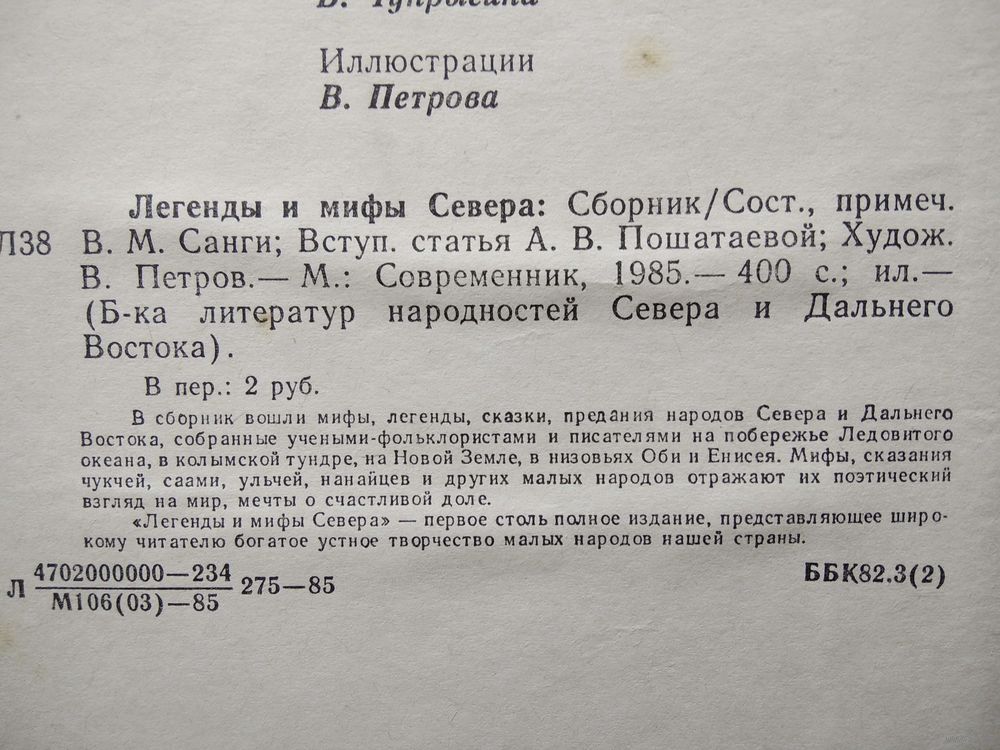 Иллюстрации
В. Петрова
Легенды и мифы Севера: Сборник/Сост., примеч.
Л38 В. М. Санги; Вступ. статья А. В. Пошатаевой; Худож.
В. Петров.— М.: Современник, 1985.— 400 с.; ил.—
(Б-ка литератур народностей Севера и Дальнего
Востока).
В пер.: 2 руб.
В сборник вошли мифы, легенды, сказки, предания народов Севера и Дальнего
Востока, собранные учеными-фольклористами и писателями на побережье Ледовитого
океана, в колымской тундре, на Новой Земле, в низовьях Оби и Енисея. Мифы, сказания
чукчей, саами, ульчей, нанайцев и других малых народов отражают их поэтический
взгляд на мир, мечты о счастливой доле.
«Легенды и мифы Севера» — первое столь полное издание, представляющее широ-
кому читателю богатое устное творчество малых народов нашей страны.
Л 4702000000—234 275—85 ББК82.3(2)
М106(03)—85